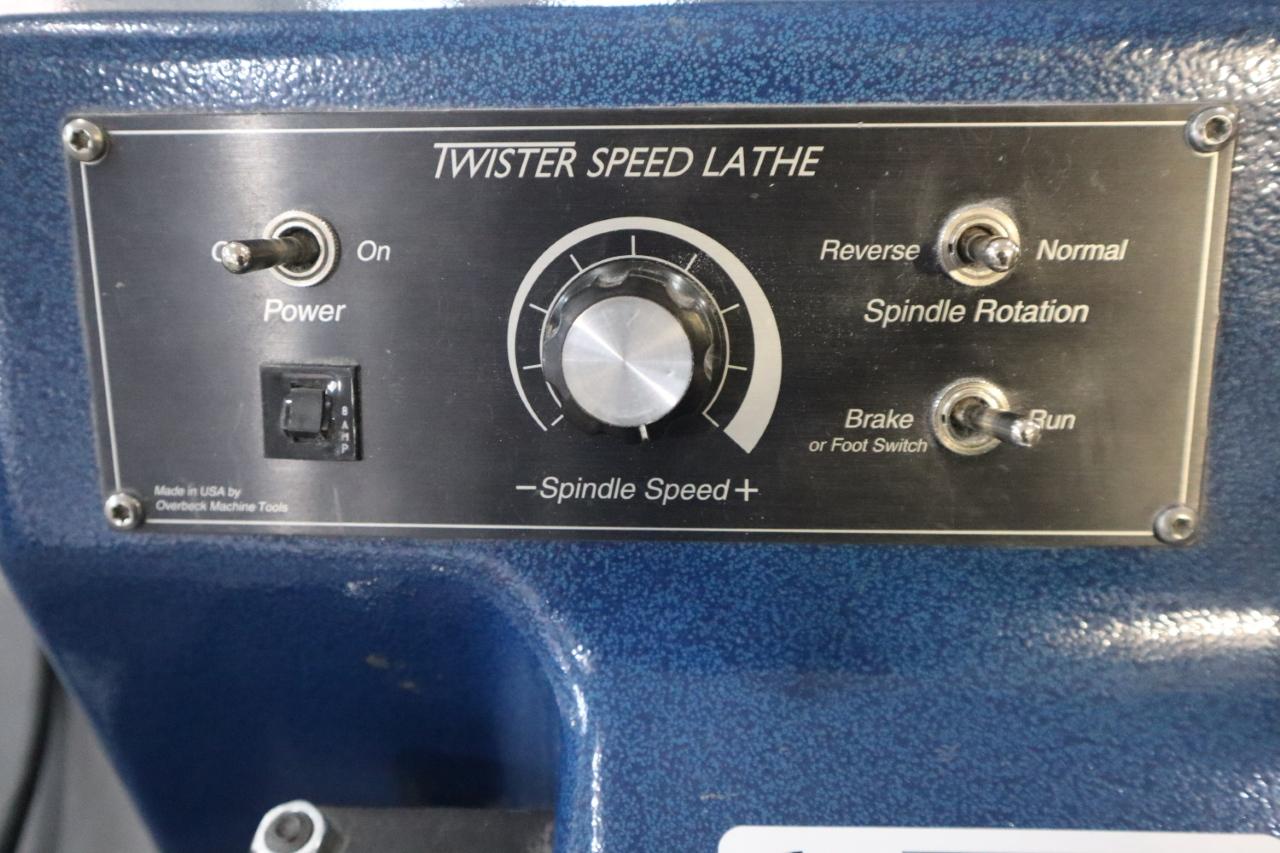 TWISTER SPEED LATHE
On
Power
8 AMP
Reverse
Normal
Spindle Rotation
Brake
or Foot Switch
Run
−Spindle Speed+
Made in USA by
Overbeck Machine Tools